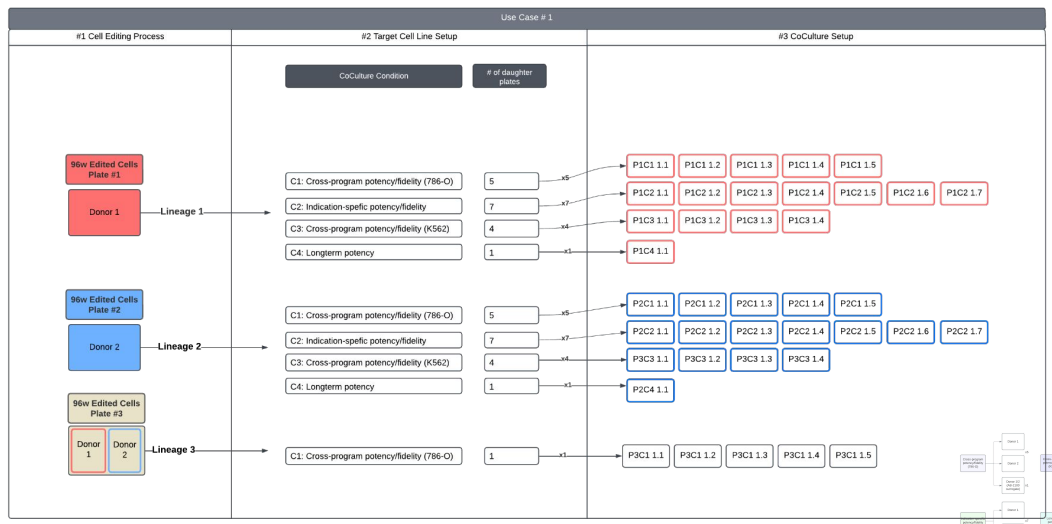 Use Case # 1
#1 Cell Editing Process
#2 Target Cell Line Setup
#3 CoCulture Setup
CoCulture Condition
# of daughter
plates
96w Edited Cells
Plate #1
Donor 1
Lineage 1
C1: Cross-program potency/fidelity (786-O)
5
x5
P1C1 1.1
P1C1 1.2
P1C1 1.3
P1C1 1.4
P1C1 1.5
C2: Indication-spefic potency/fidelity
7
x7
P1C2 1.1
P1C2 1.2
P1C2 1.3
P1C2 1.4
P1C2 1.5
P1C2 1.6
P1C2 1.7
C3: Cross-program potency/fidelity (K562)
4
x4
P1C3 1.1
P1C3 1.2
P1C3 1.3
P1C3 1.4
C4: Longterm potency
1
x1
P1C4 1.1
96w Edited Cells
Plate #2
Donor 2
Lineage 2
C1: Cross-program potency/fidelity (786-O)
5
x5
P2C1 1.1
P2C1 1.2
P2C1 1.3
P2C1 1.4
P2C1 1.5
C2: Indication-spefic potency/fidelity
7
x7
P2C2 1.1
P2C2 1.2
P2C2 1.3
P2C2 1.4
P2C2 1.5
P2C2 1.6
P2C2 1.7
C3: Cross-program potency/fidelity (K562)
4
x4
P3C3 1.1
P3C3 1.2
P3C3 1.3
P3C3 1.4
C4: Longterm potency
1
x1
P2C4 1.1
96w Edited Cells
Plate #3
Donor
1
Donor
2
Lineage 3
C1: Cross-program potency/fidelity (786-O)
1
x1
P3C1 1.1
P3C1 1.2
P3C1 1.3
P3C1 1.4
P3C1 1.5